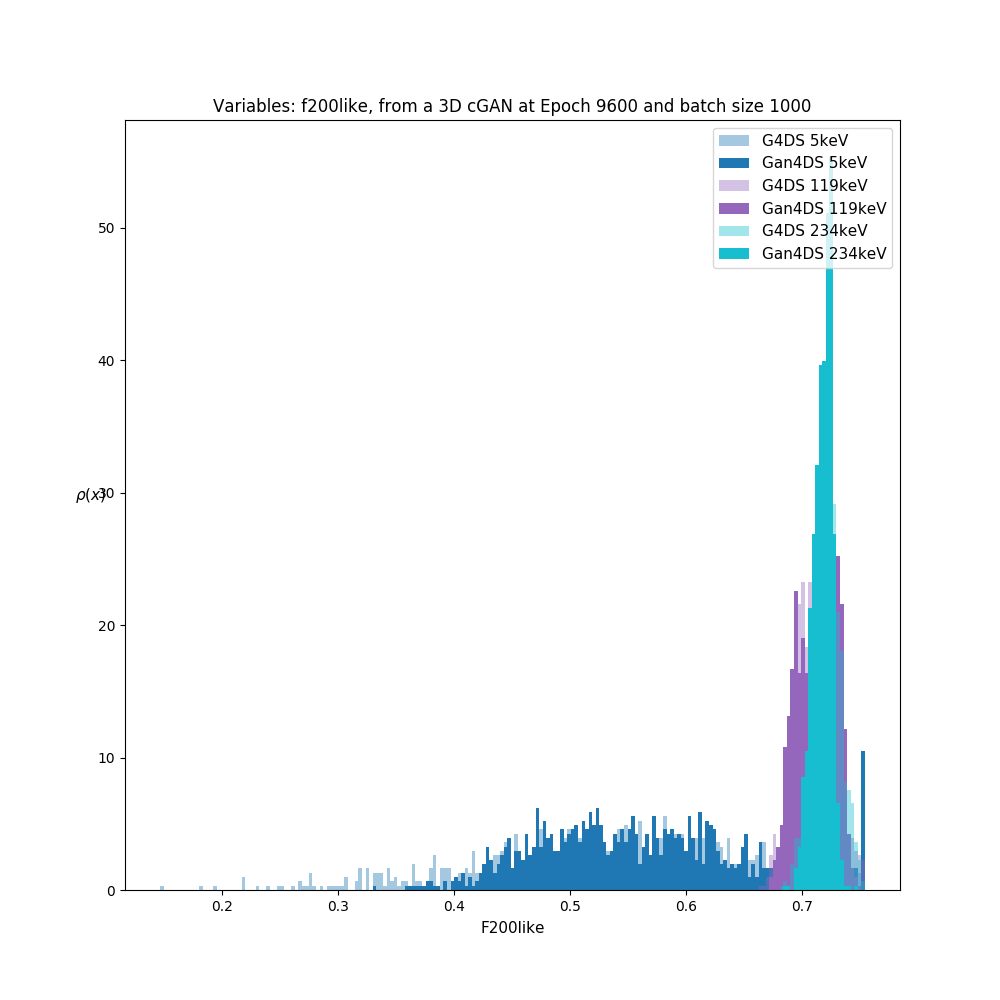 Variables: f200like, from a 3D cGAN at Epoch 9600 and batch size 1000
G4DS 5keV
Gan4DS 5keV
G4DS 119keV
Gan4DS 119keV
G4DS 234keV
Gan4DS 234keV
50
40
30
ρ(x)
20
10
0
0.2 0.3 0.4 0.5 0.6 0.7
F200like